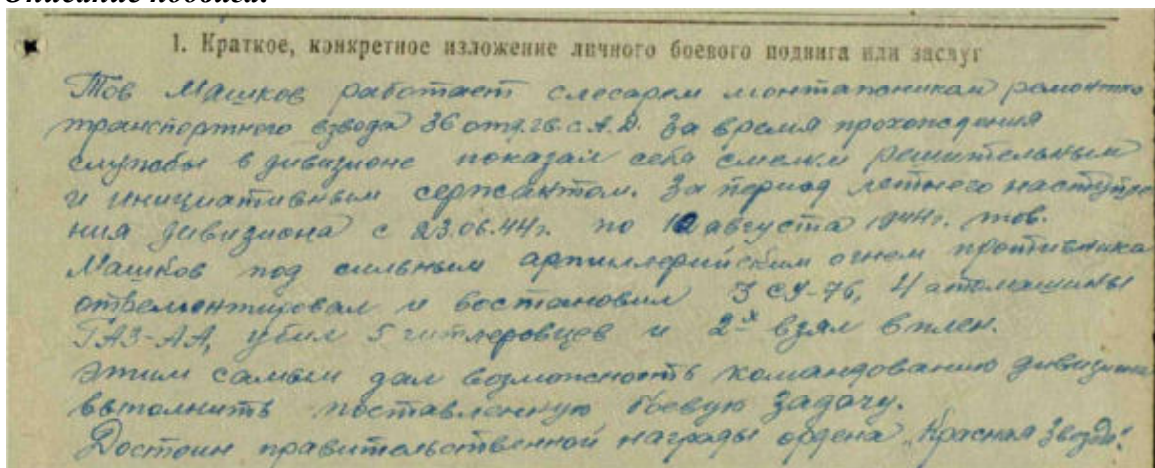 Описание подвига:
1. Краткое, конкретное изложение личного боевого подвига или заслуг
Тов Машков работает слесарем монтажником ремонтно
транспортного взвода 36 отд. гв. с.А.Д. За время прохождения
службы в дивизионе показал себя смелым решительным
и инициативным сержантом. За период летнего наступле
ния дивизиона с 23.06.44г. по 10 августа 1944г. тов.
Машков под сильным артиллерийским огнем противника
отремонтировал и востановил 3 СУ-76, 4 автомашины
ГАЗ-АА, убил 5 гитлеровцев и 2х взял в плен.
Этим самым дал возможность командованию дивизиона
выполнить поставленную боевую задачу.
Достоин правительственной награды ордена "Красная Звезда".